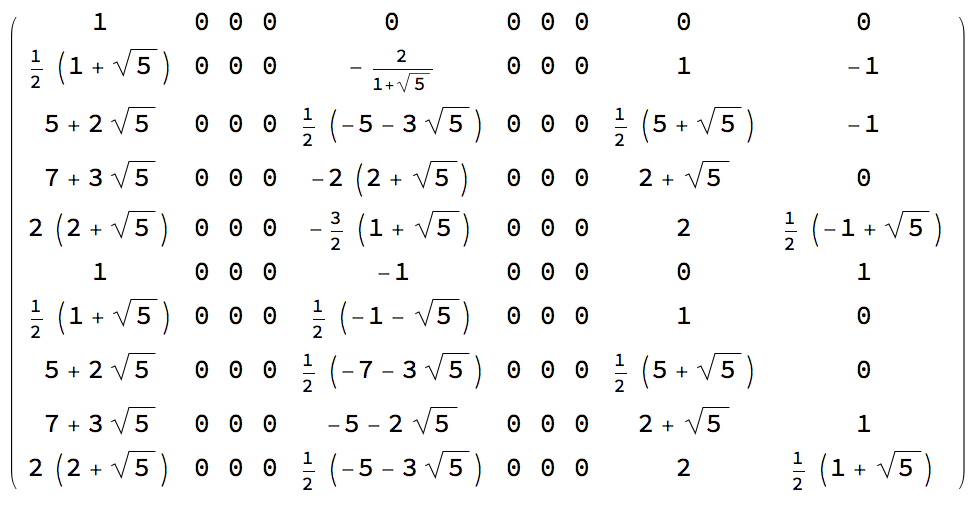 1 0 0 0 0 0 0 0 0 0
1/2 (1 + √5) 0 0 0 - 2/(1+√5) 0 0 0 1 -1
5 + 2 √5 0 0 0 1/2 (-5 - 3 √5) 0 0 0 1/2 (5 + √5) -1
7 + 3 √5 0 0 0 -2 (2 + √5) 0 0 0 2 + √5 0
2 (2 + √5) 0 0 0 - 3/2 (1 + √5) 0 0 0 2 1/2 (-1 + √5)
1 0 0 0 -1 0 0 0 0 1
1/2 (1 + √5) 0 0 0 1/2 (-1 - √5) 0 0 0 1 0
5 + 2 √5 0 0 0 1/2 (-7 - 3 √5) 0 0 0 1/2 (5 + √5) 0
7 + 3 √5 0 0 0 -5 - 2 √5 0 0 0 2 + √5 1
2 (2 + √5) 0 0 0 1/2 (-5 - 3 √5) 0 0 0 2 1/2 (1 + √5)